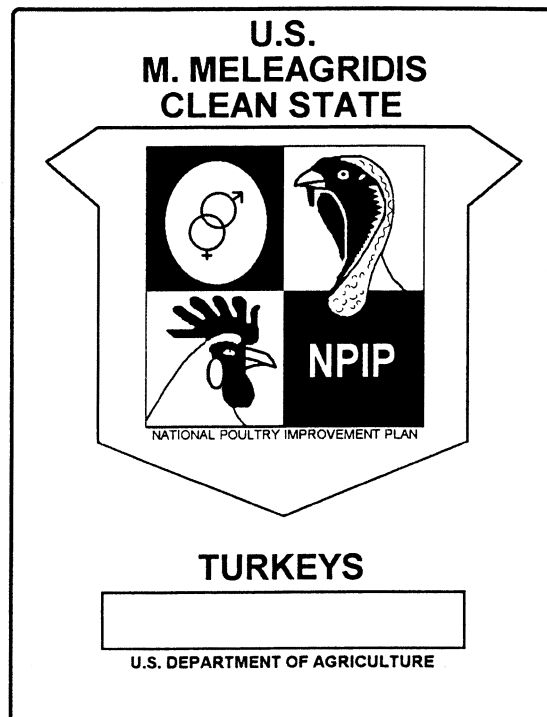 U.S.
M. MELEAGRIDIS
CLEAN STATE
NPIP
NATIONAL POULTRY IMPROVEMENT PLAN
TURKEYS
U.S. DEPARTMENT OF AGRICULTURE